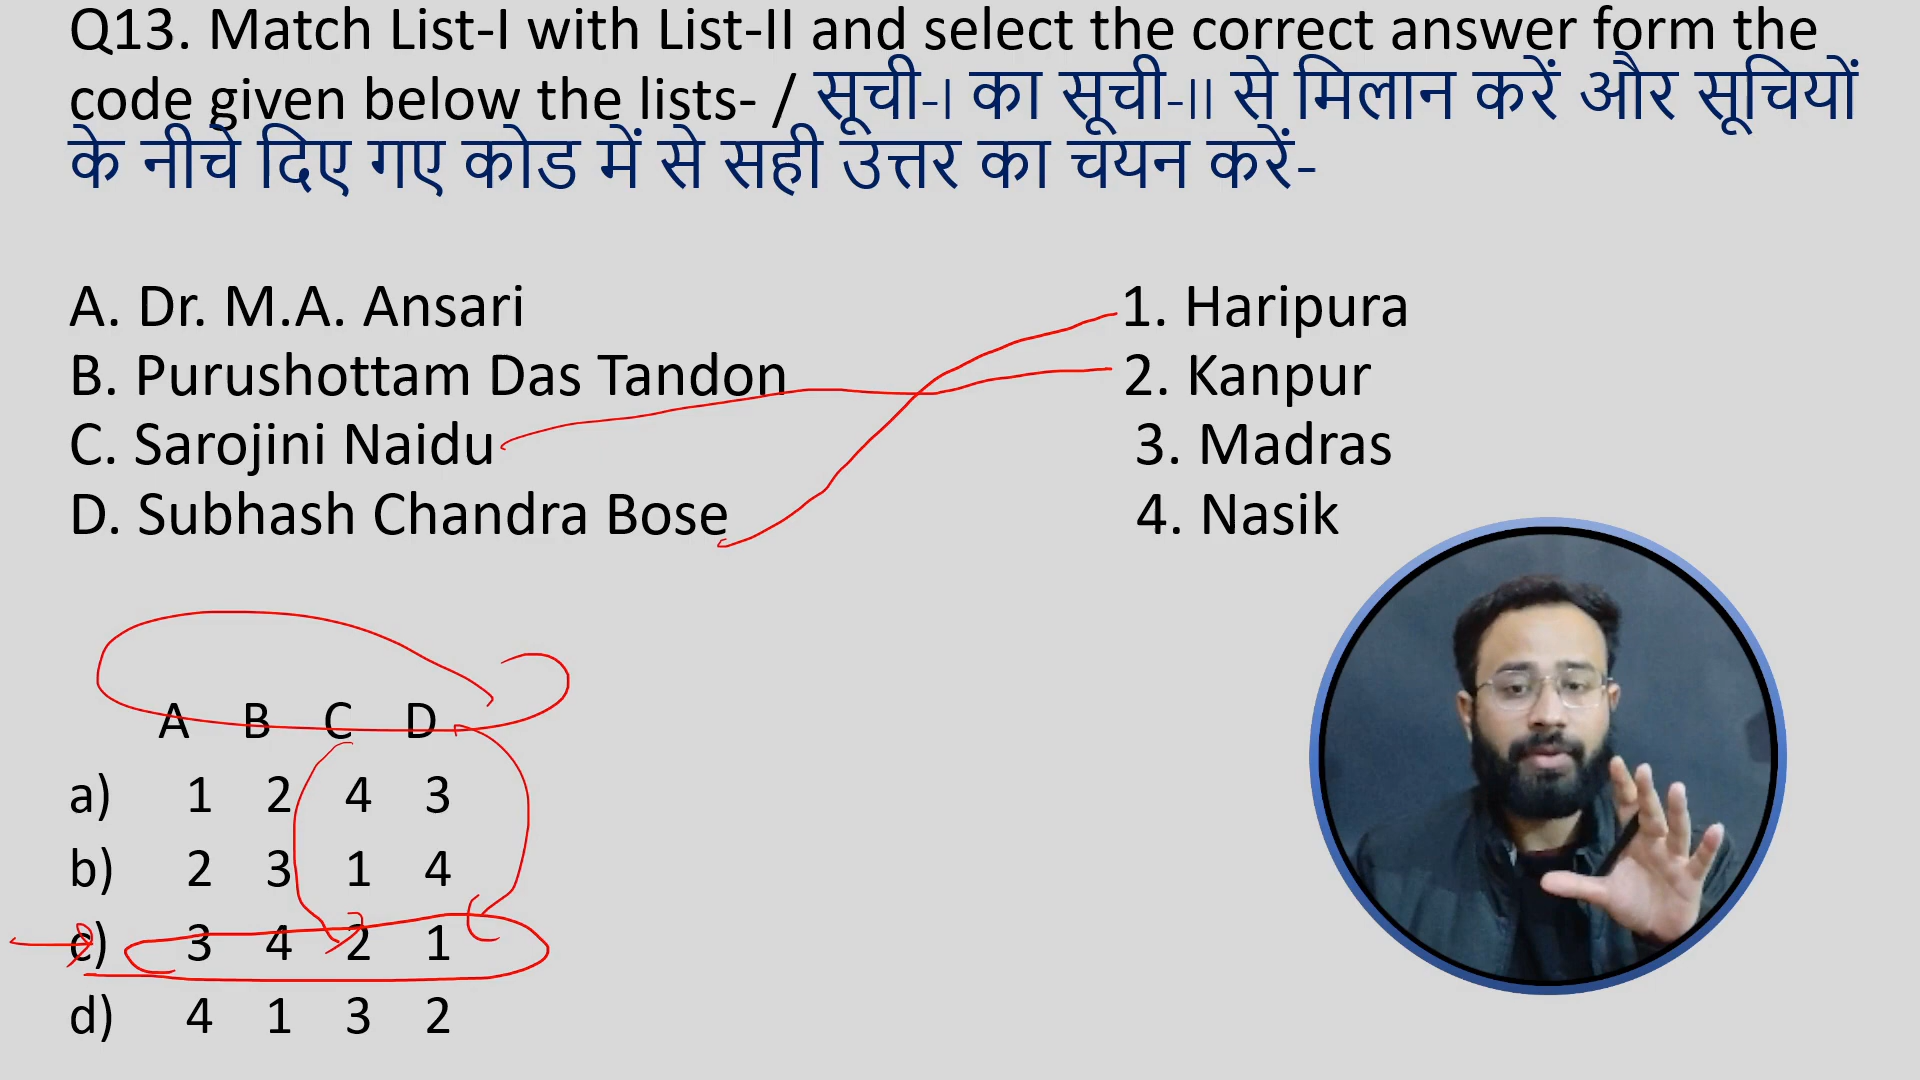 Q13. Match List-I with List-II and select the correct answer form the
code given below the lists- / सूची-I का सूची-II से मिलान करें और सूचियों
के नीचे दिए गए कोड में से सही उत्तर का चयन करें-
A. Dr. M.A. Ansari 1. Haripura
B. Purushottam Das Tandon 2. Kanpur
C. Sarojini Naidu 3. Madras
D. Subhash Chandra Bose 4. Nasik
A B C D
a) 1 2 4 3
b) 2 3 1 4
c) 3 4 2 1
d) 4 1 3 2